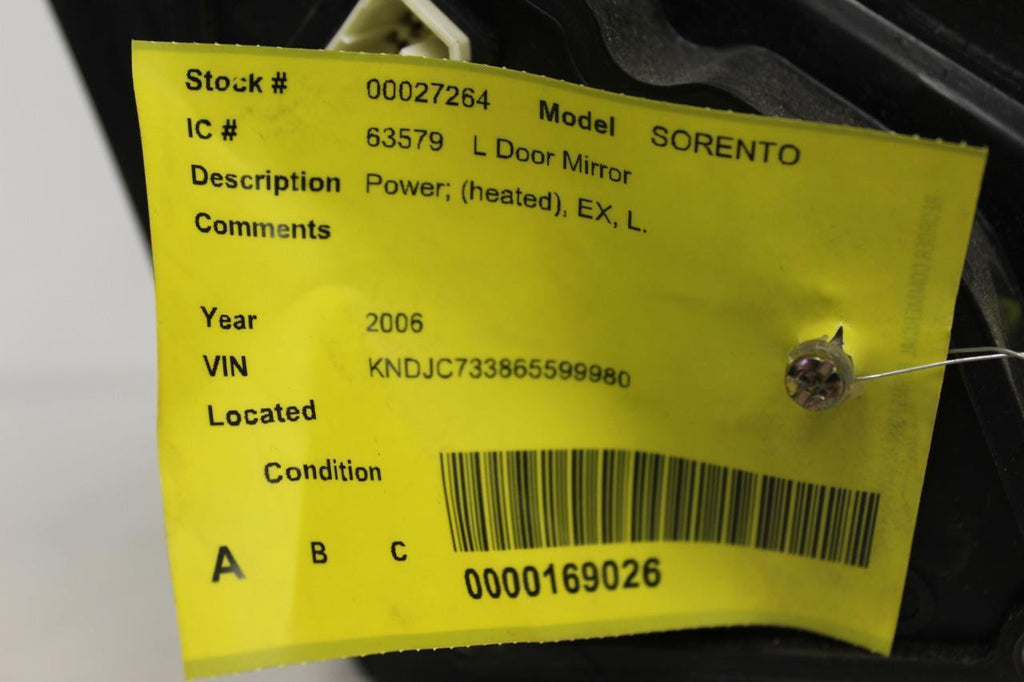 Stock # 00027264 Model SORENTO
IC # 63579 L Door Mirror
Description Power; (heated), EX, L.
Comments
Year 2006
VIN KNDJC733865599980
Located
Condition
A B C
0000169026